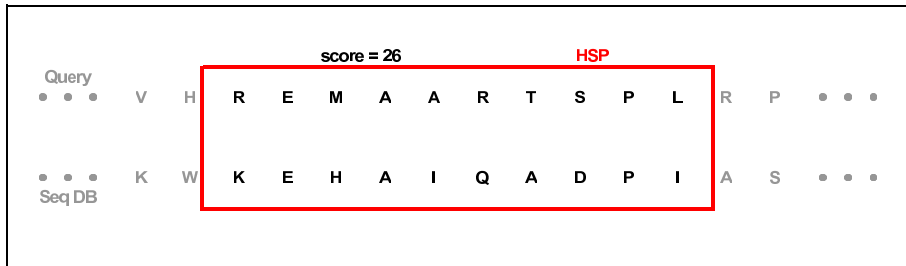 score = 26 HSP
Query
• • • V H R E M A A R T S P L R P • • •
• • • K W K E H A I Q A D P I A S • • •
Seq DB